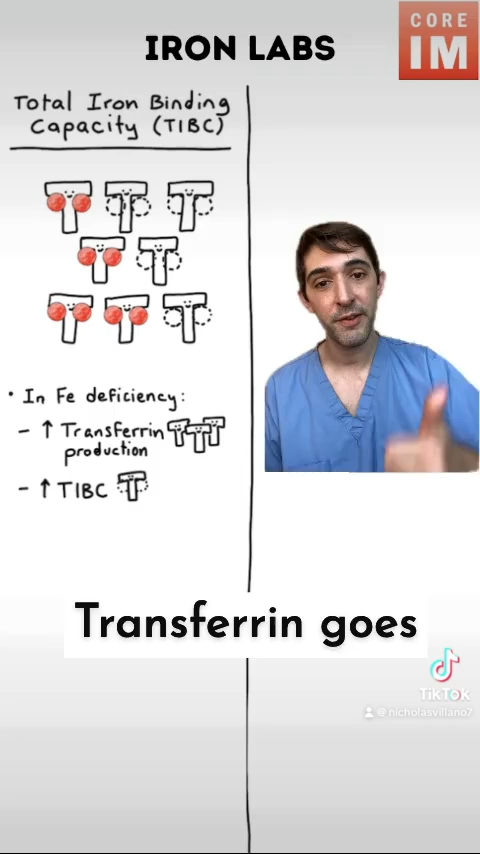 CORE
IM
IRON LABS
Total Iron Binding
Capacity (TIBC)
• In Fe deficiency:
- ↑ Transferrin
production
- ↑ TIBC
Transferrin goes
TikTok
@nicholasvillano7